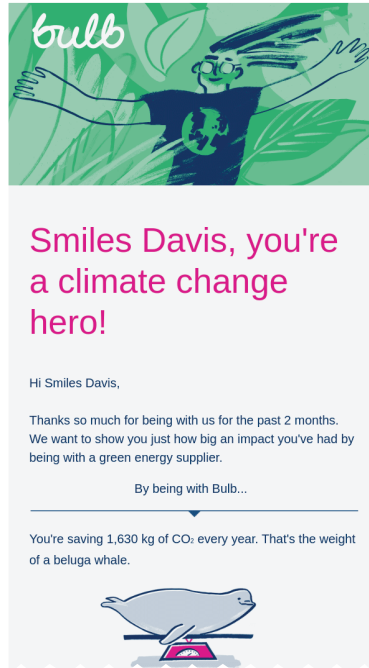 bulb
Smiles Davis, you're
a climate change
hero!
Hi Smiles Davis,
Thanks so much for being with us for the past 2 months.
We want to show you just how big an impact you've had by
being with a green energy supplier.
By being with Bulb...
You're saving 1,630 kg of CO₂ every year. That's the weight
of a beluga whale.